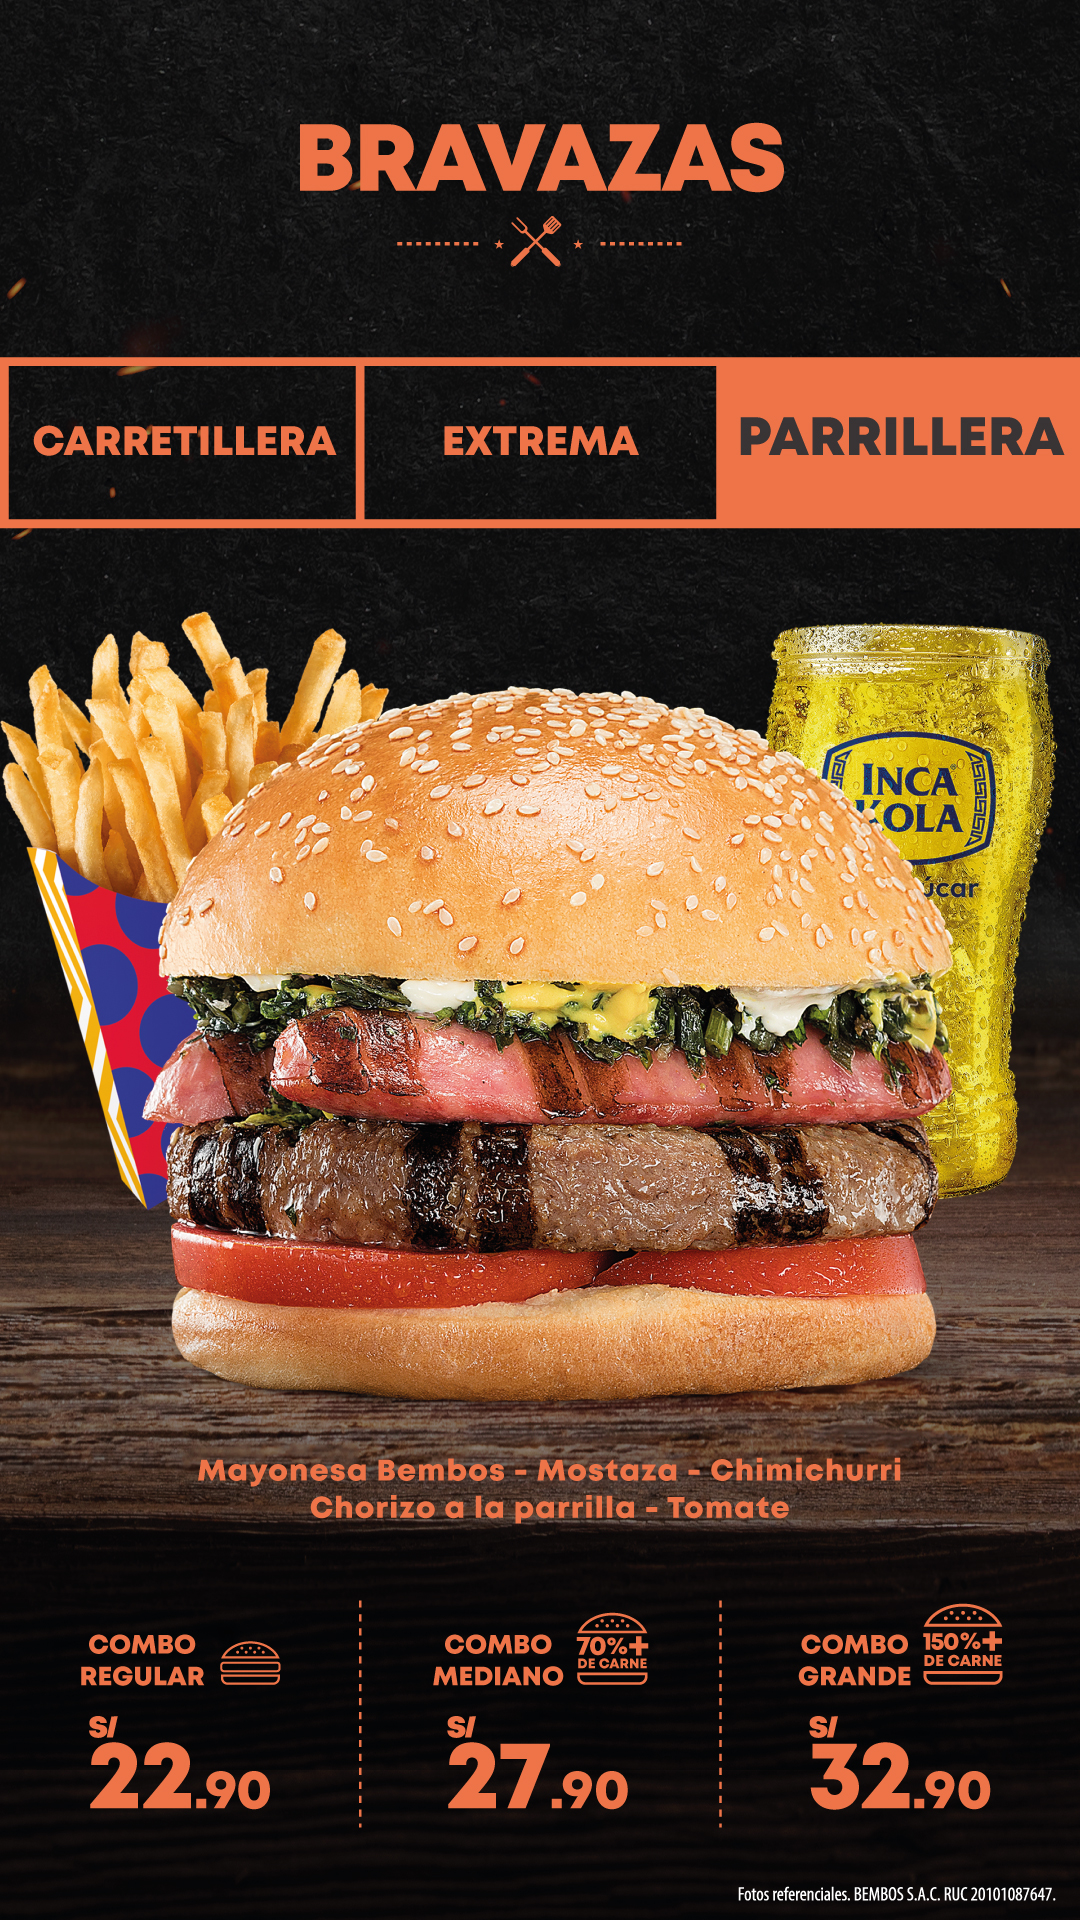 BRAVAZAS
CARRETILLERA
EXTREMA
PARRILLERA
INCA
KOLA
Mayonesa Bembos - Mostaza - Chimichurri
Chorizo a la parrilla - Tomate
COMBO
REGULAR
S/
22.90
COMBO
MEDIANO
70%+
DE CARNE
S/
27.90
COMBO
GRANDE
150%+
DE CARNE
S/
32.90
Fotos referenciales. BEMBOS S.A.C. RUC 20101087647.